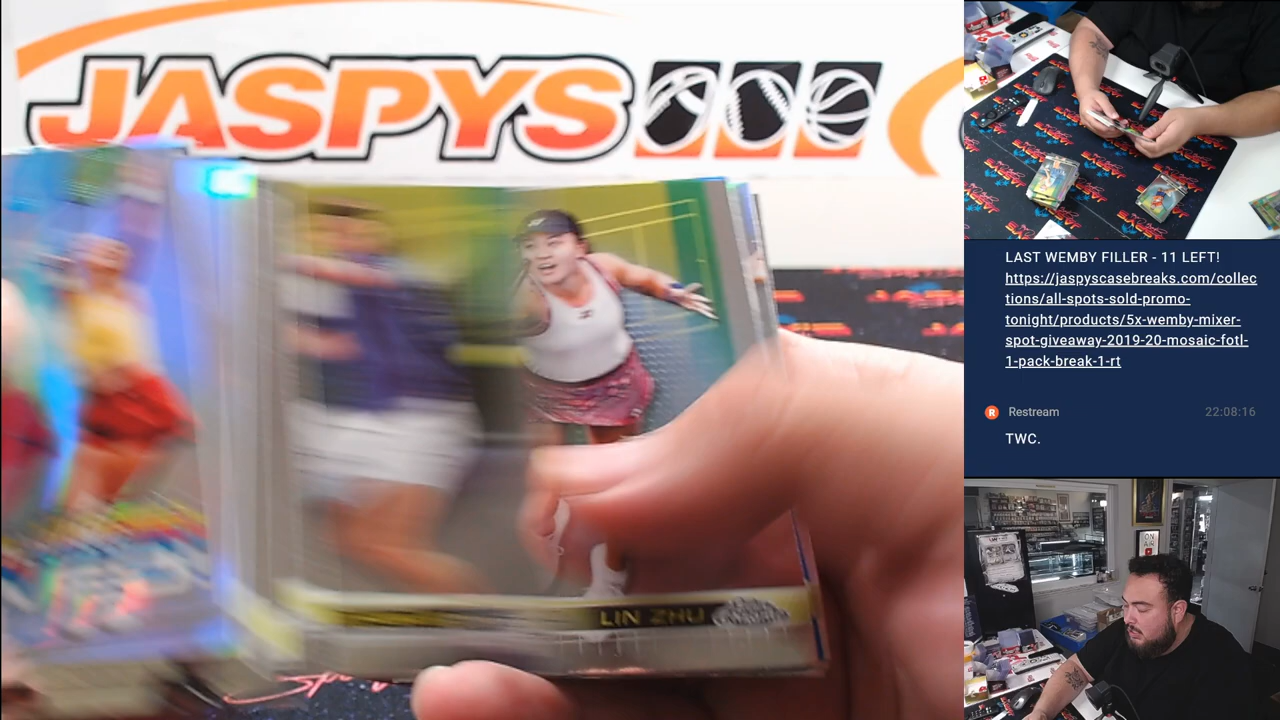 JASPYS
LIN ZHU
LAST WEMBY FILLER - 11 LEFT!
https://jaspyscasebreaks.com/collec
tions/all-spots-sold-promo-
tonight/products/5x-wemby-mixer-
spot-giveaway-2019-20-mosaic-fotl-
1-pack-break-1-rt
R Restream 22:08:16
TWC.
ON
AIR